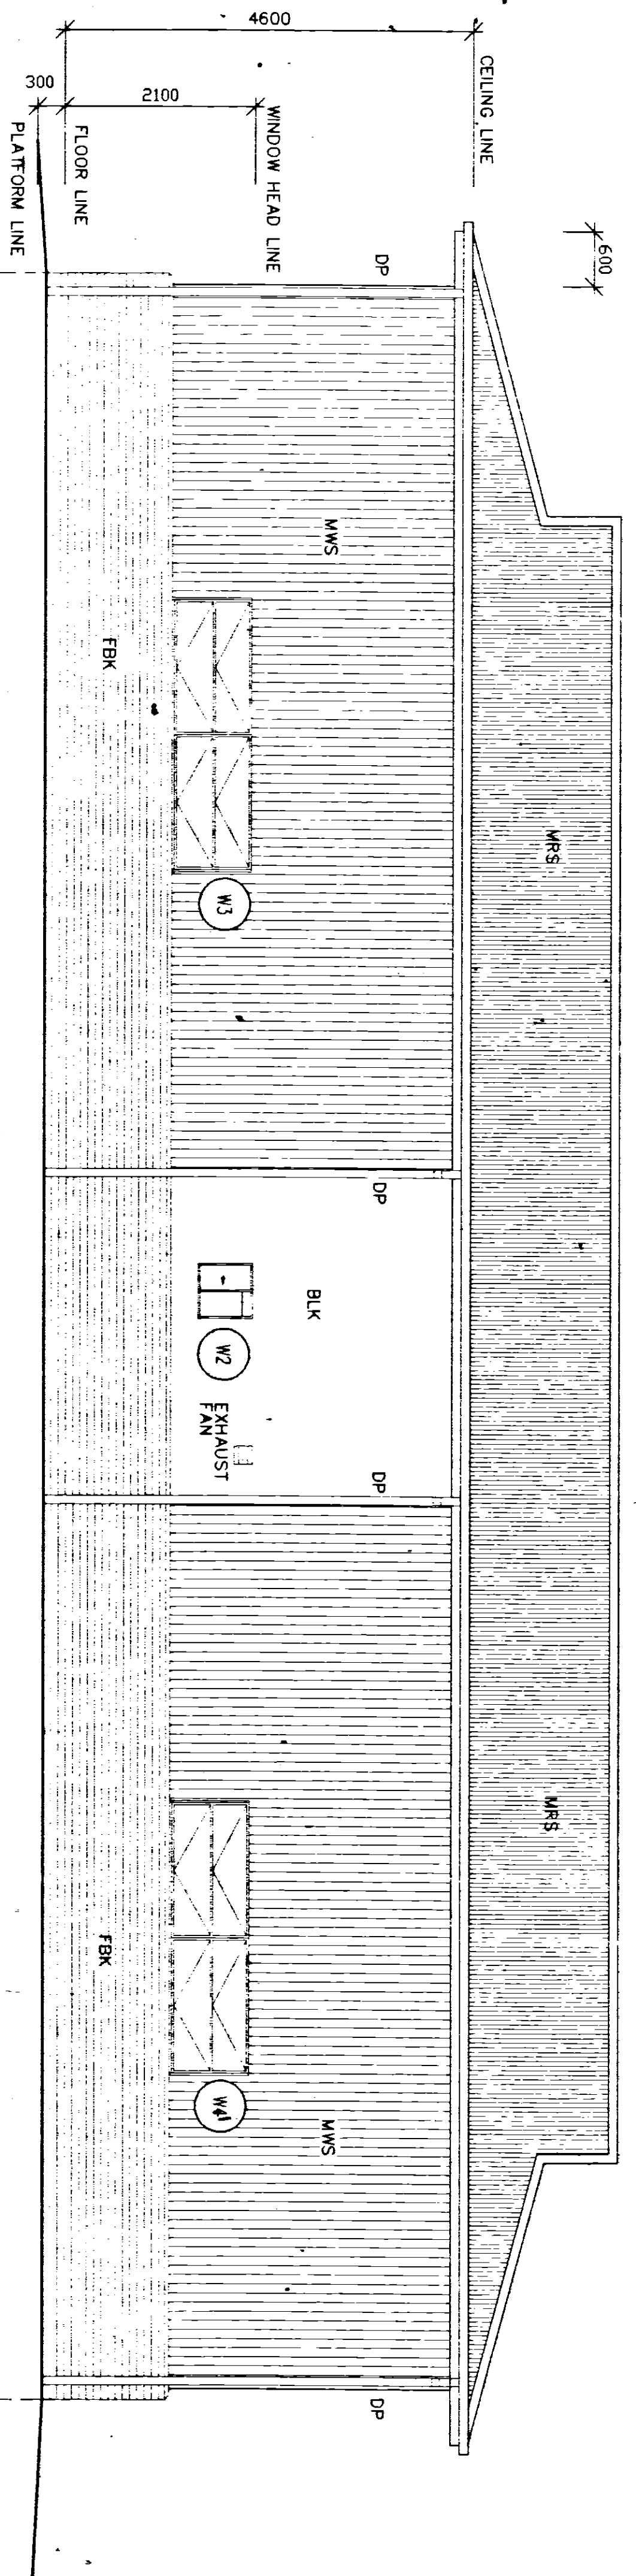 600
CEILING LINE
4600
WINDOW HEAD LINE
2100
FLOOR LINE
300
PLATFORM LINE
MRS
MRS
DP
DP
DP
DP
MWS
BLK
MWS
W3
W2
EXHAUST
FAN
FBK
FBK